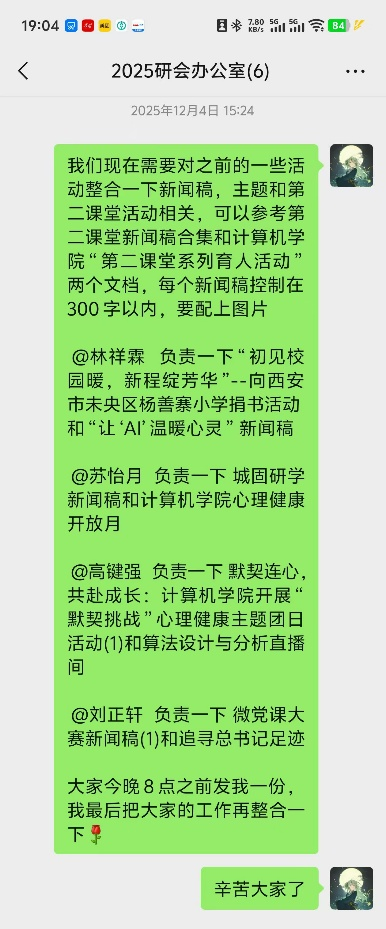 19:04
7.80
KB/s
5G
5G
84
2025研会办公室(6)
2025年12月4日 15:24
我们现在需要对之前的一些活
动整合一下新闻稿，主题和第
二课堂活动相关，可以参考第
二课堂新闻稿合集和计算机学
院“第二课堂系列育人活动”
两个文档，每个新闻稿控制在
300字以内，要配上图片
@林祥霖 负责一下“初见校
园暖，新程绽芳华”--向西安
市未央区杨善寨小学捐书活动
和“让‘AI’温暖心灵”新闻稿
@苏怡月 负责一下 城固研学
新闻稿和计算机学院心理健康
开放月
@高键强 负责一下 默契连心，
共赴成长：计算机学院开展“
默契挑战”心理健康主题团日
活动(1)和算法设计与分析直播
间
@刘正轩 负责一下 微党课大
赛新闻稿(1)和追寻总书记足迹
大家今晚8点之前发我一份，
我最后把大家的工作再整合一
下🌹
辛苦大家了